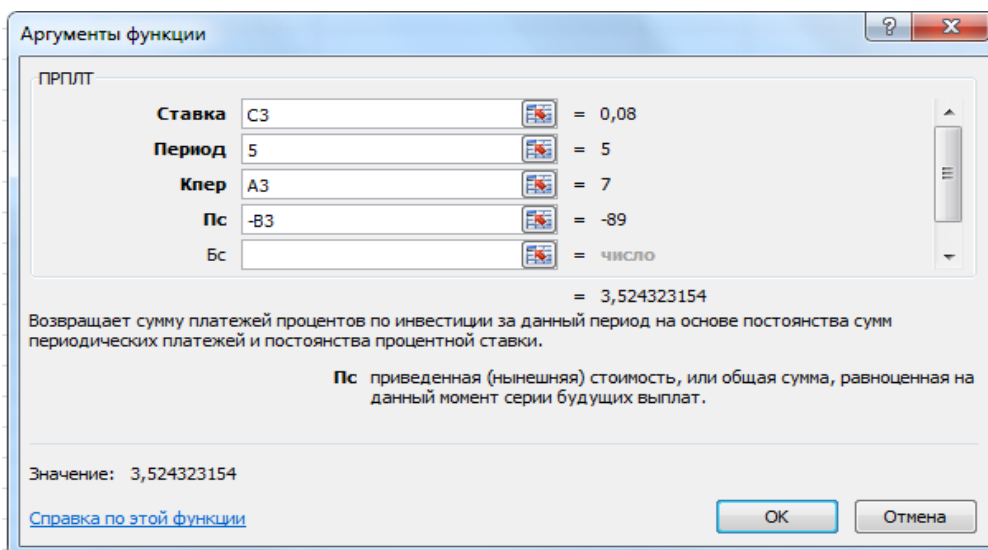 Аргументы функции
ПРПЛТ
Ставка C3 = 0,08
Период 5 = 5
Кпер A3 = 7
Пс -B3 = -89
Бс = число
= 3,524323154
Возвращает сумму платежей процентов по инвестиции за данный период на основе постоянства сумм
периодических платежей и постоянства процентной ставки.
Пс приведенная (нынешняя) стоимость, или общая сумма, равноценная на
данный момент серии будущих выплат.
Значение: 3,524323154
Справка по этой функции
ОК
Отмена